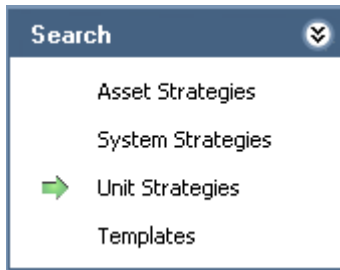 Search
Asset Strategies
System Strategies
Unit Strategies
Templates